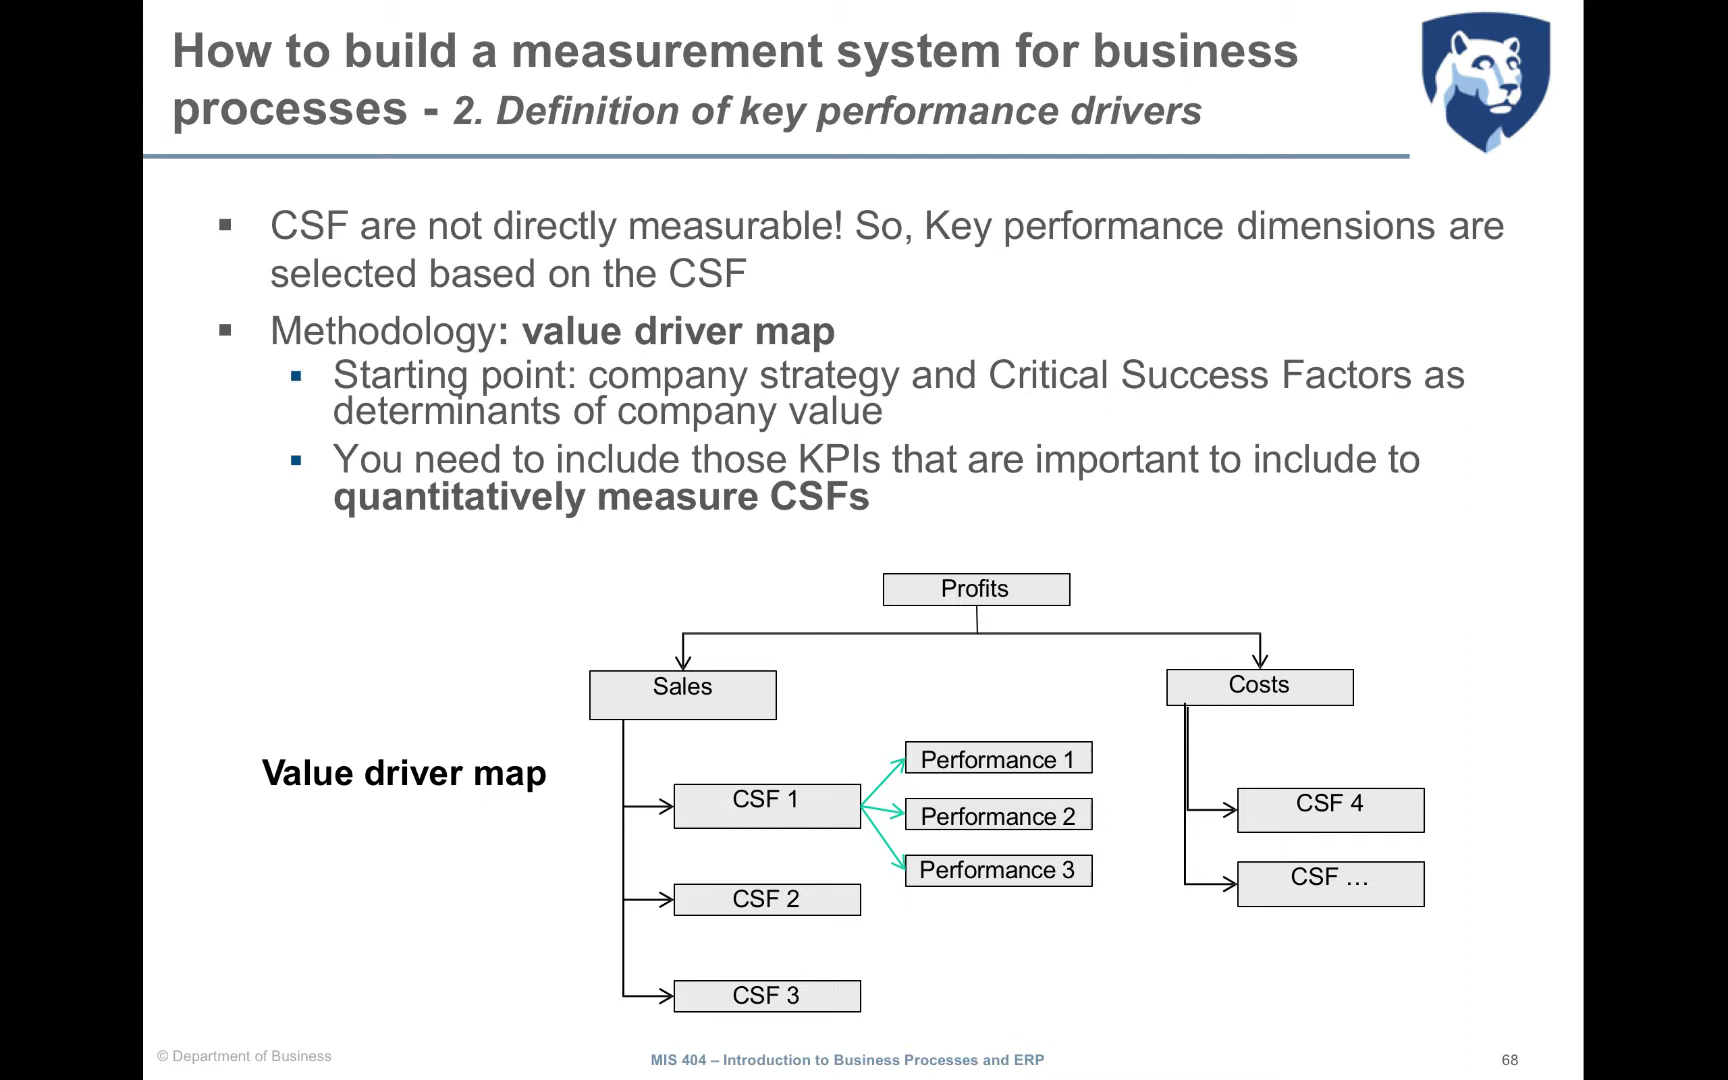 How to build a measurement system for business
processes - 2. Definition of key performance drivers
▪ CSF are not directly measurable! So, Key performance dimensions are
selected based on the CSF
▪ Methodology: value driver map
▪ Starting point: company strategy and Critical Success Factors as
determinants of company value
▪ You need to include those KPIs that are important to include to
quantitatively measure CSFs
Profits
Sales
Costs
Value driver map
CSF 1
Performance 1
Performance 2
Performance 3
CSF 2
CSF 3
CSF 4
CSF …
© Department of Business
MIS 404 – Introduction to Business Processes and ERP
68